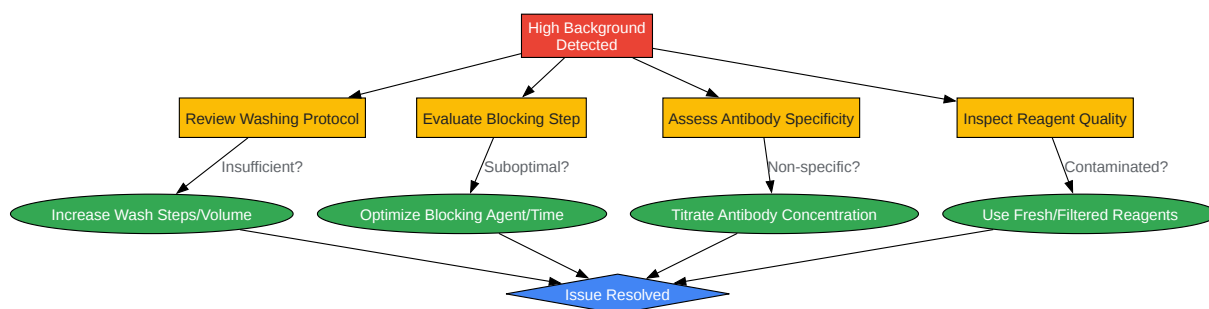 High Background
Detected
Review Washing Protocol
Evaluate Blocking Step
Assess Antibody Specificity
Inspect Reagent Quality
Insufficient?
Suboptimal?
Non-specific?
Contaminated?
Increase Wash Steps/Volume
Optimize Blocking Agent/Time
Titrate Antibody Concentration
Use Fresh/Filtered Reagents
Issue Resolved